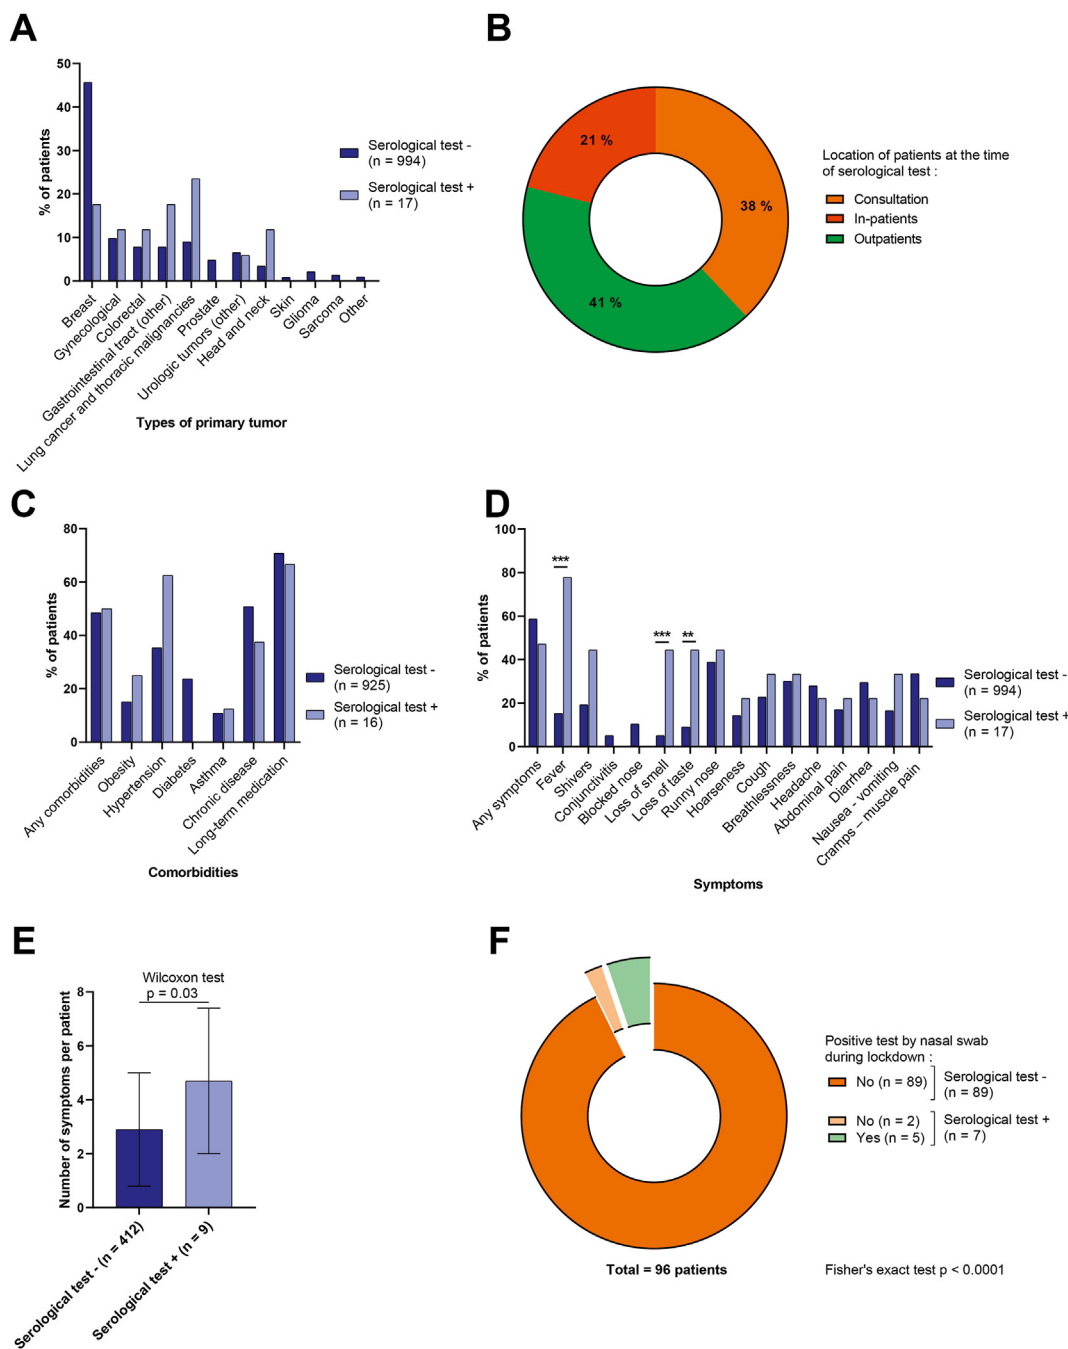 A
50
40
30
20
10
0
% of patients
Serological test -
(n = 994)
Serological test +
(n = 17)
Breast
Gynecological
Colorectal
Gastrointestinal tract (other)
Lung cancer and thoracic malignancies
Prostate
Urologic tumors (other)
Head and neck
Skin
Glioma
Sarcoma
Other
Types of primary tumor
B
21 %
38 %
41 %
Location of patients at the time
of serological test :
Consultation
In-patients
Outpatients
C
80
60
40
20
0
% of patients
Serological test -
(n = 925)
Serological test +
(n = 16)
Any comorbidities
Obesity
Hypertension
Diabetes
Asthma
Chronic disease
Long-term medication
Comorbidities
D
100
80
60
40
20
0
% of patients
***
***
**
Serological test -
(n = 994)
Serological test +
(n = 17)
Any symptoms
Fever
Shivers
Conjunctivitis
Blocked nose
Loss of smell
Loss of taste
Runny nose
Hoarseness
Cough
Breathlessness
Headache
Abdominal pain
Diarrhea
Nausea - vomiting
Cramps – muscle pain
Symptoms
E
Wilcoxon test
p = 0.03
8
6
4
2
0
Number of symptoms per patient
Serological test - (n = 412)
Serological test + (n = 9)
F
Positive test by nasal swab
during lockdown :
No (n = 89)
Serological test -
(n = 89)
No (n = 2)
Yes (n = 5)
Serological test +
(n = 7)
Total = 96 patients
Fisher's exact test p < 0.0001